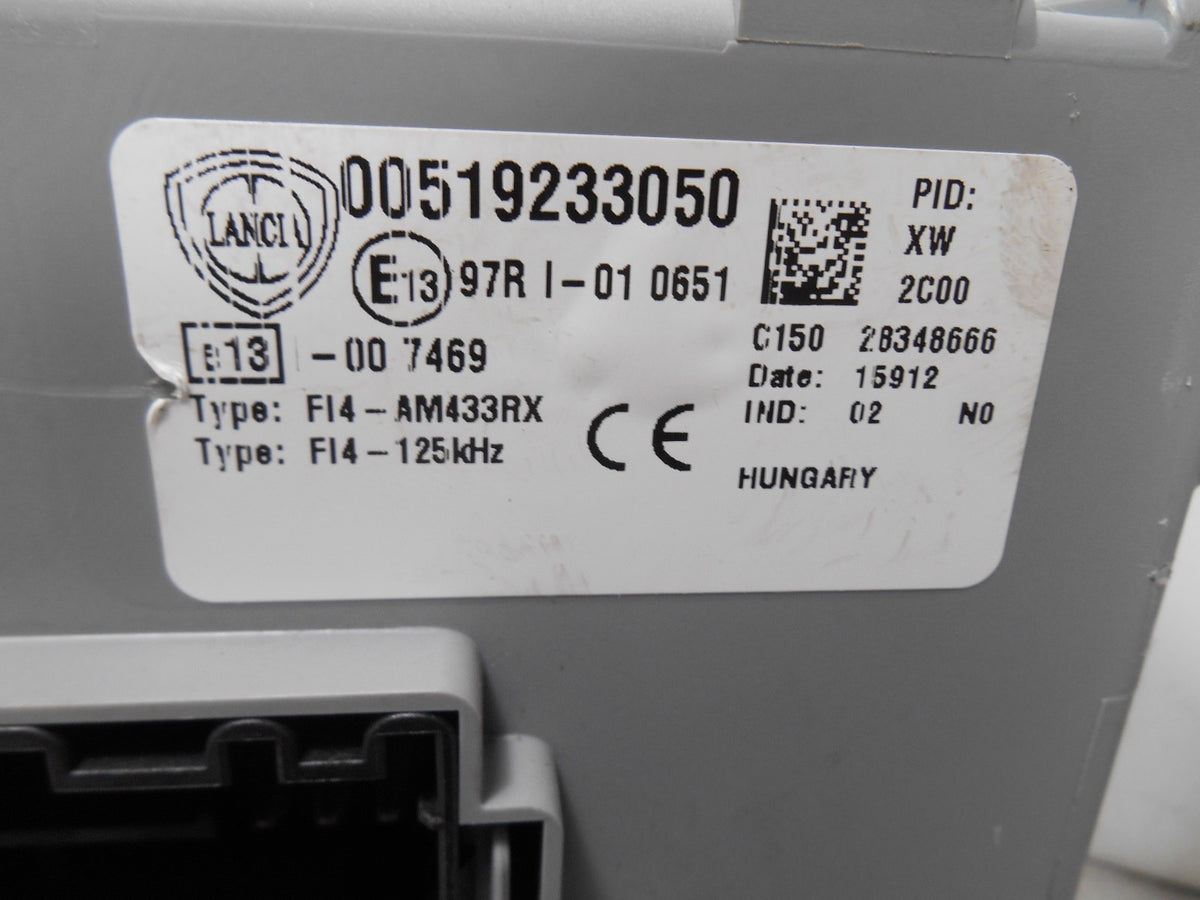 LANCIA
00519233050
E13 97R I-01 0651
e13 -00 7469
Type: FI4-AM433RX
Type: FI4-125kHz
CE
PID:
XW
2C00
C150 28348666
Date: 15912
IND: 02 N0
HUNGARY